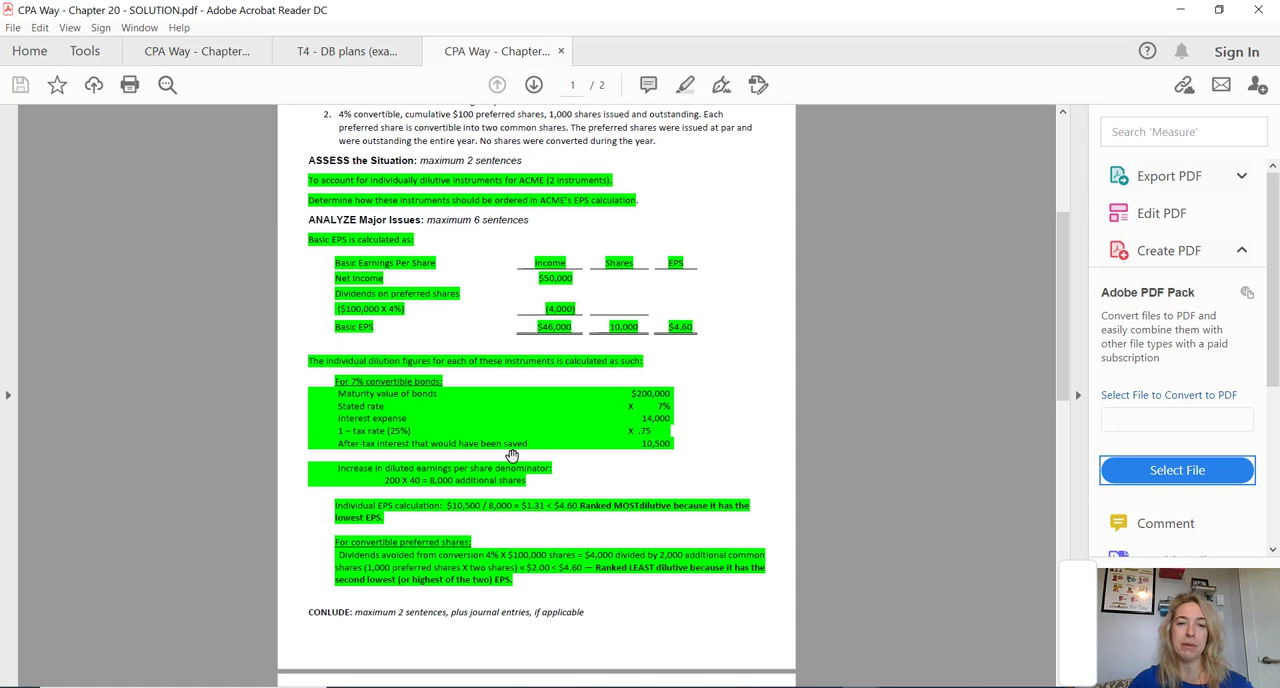 CPA Way - Chapter 20 - SOLUTION.pdf - Adobe Acrobat Reader DC
File Edit View Sign Window Help
Home Tools CPA Way - Chapter... T4 - DB plans (exa... CPA Way - Chapter... × Sign In
1 / 2
2. 4% convertible, cumulative $100 preferred shares, 1,000 shares issued and outstanding. Each
preferred share is convertible into two common shares. The preferred shares were issued at par and
were outstanding the entire year. No shares were converted during the year.
ASSESS the Situation: maximum 2 sentences
To account for individually dilutive instruments for ACME (2 instruments).
Determine how these instruments should be ordered in ACME's EPS calculation.
ANALYZE Major Issues: maximum 6 sentences
Basic EPS is calculated as:
Basic Earnings Per Share Income Shares EPS
Net Income $50,000
Dividends on preferred shares
($100,000 X 4%) (4,000)
Basic EPS $46,000 10,000 $4.60
The individual dilution figures for each of these instruments is calculated as such:
For 7% convertible bonds:
Maturity value of bonds $200,000
Stated rate X 7%
Interest expense 14,000
1 – tax rate (25%) X .75
After-tax interest that would have been saved 10,500
Increase in diluted earnings per share denominator:
200 X 40 = 8,000 additional shares
Individual EPS calculation: $10,500 / 8,000 = $1.31 < $4.60 Ranked MOSTdilutive because it has the
lowest EPS.
For convertible preferred shares:
Dividends avoided from conversion 4% X $100,000 shares = $4,000 divided by 2,000 additional common
shares (1,000 preferred shares X two shares) = $2.00 < $4.60 — Ranked LEAST dilutive because it has the
second lowest (or highest of the two) EPS.
CONLUDE: maximum 2 sentences, plus journal entries, if applicable
Search 'Measure'
Export PDF
Edit PDF
Create PDF
Adobe PDF Pack
Convert files to PDF and
easily combine them with
other file types with a paid
subscription
Select File to Convert to PDF
Select File
Comment